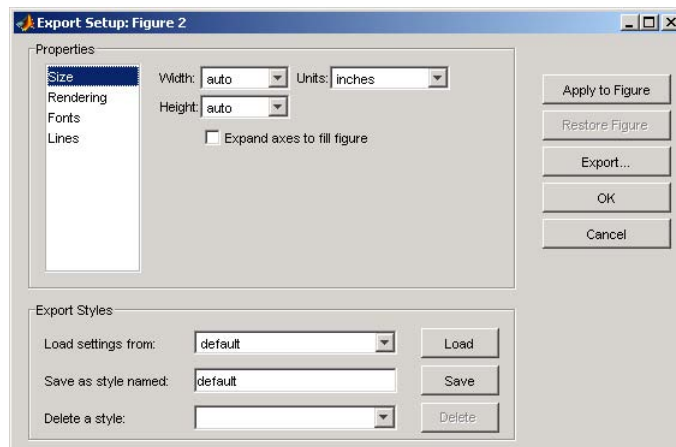 Export Setup: Figure 2
Properties
Size
Rendering
Fonts
Lines
Width: auto Units: inches
Height: auto
Expand axes to fill figure
Apply to Figure
Restore Figure
Export...
OK
Cancel
Export Styles
Load settings from: default Load
Save as style named: default Save
Delete a style: Delete